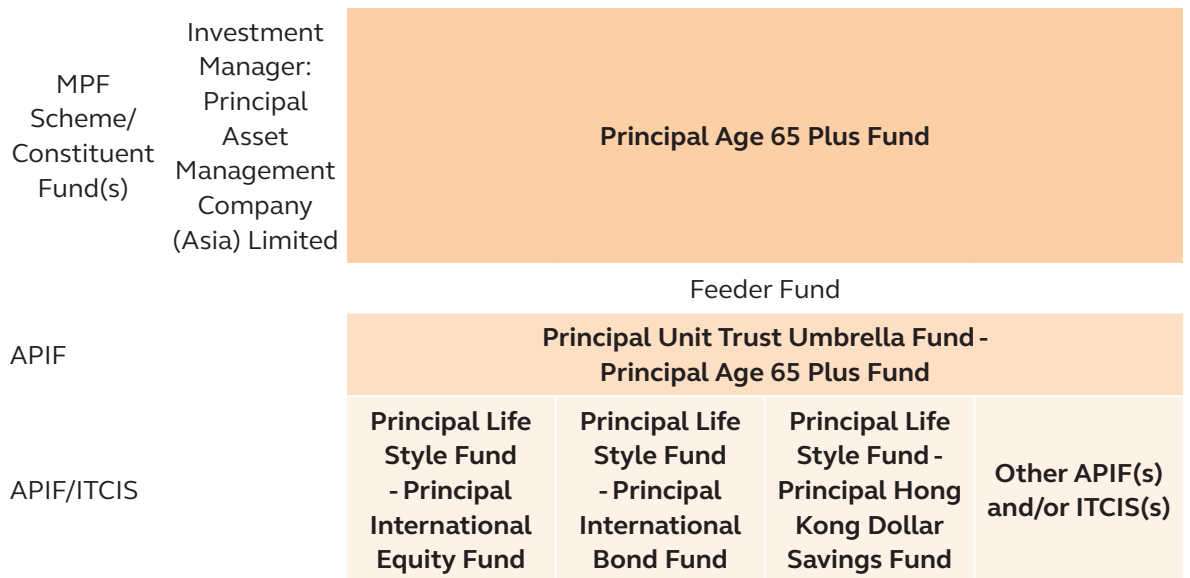 MPF
Scheme/
Constituent
Fund(s)
Investment
Manager:
Principal
Asset
Management
Company
(Asia) Limited
Principal Age 65 Plus Fund
Feeder Fund
APIF
Principal Unit Trust Umbrella Fund -
Principal Age 65 Plus Fund
APIF/ITCIS
Principal Life
Style Fund
- Principal
International
Equity Fund
Principal Life
Style Fund
- Principal
International
Bond Fund
Principal Life
Style Fund -
Principal Hong
Kong Dollar
Savings Fund
Other APIF(s)
and/or ITCIS(s)